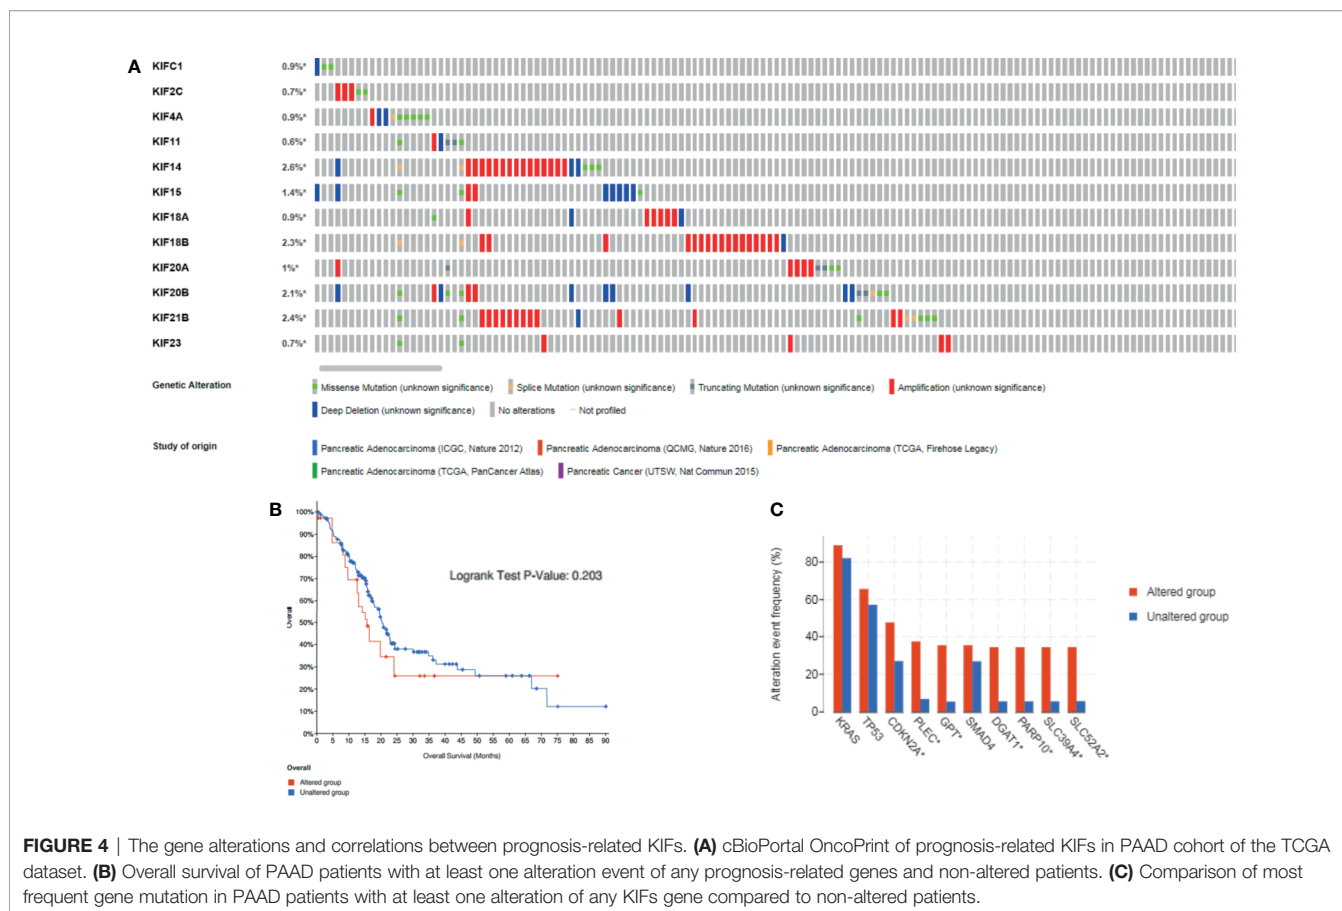 A
KIFC1 0.9%*
KIF2C 0.7%*
KIF4A 0.9%*
KIF11 0.6%*
KIF14 2.6%*
KIF15 1.4%*
KIF18A 0.9%*
KIF18B 2.3%*
KIF20A 1%*
KIF20B 2.1%*
KIF21B 2.4%*
KIF23 0.7%*
Genetic Alteration Missense Mutation (unknown significance) Splice Mutation (unknown significance) Truncating Mutation (unknown significance) Amplification (unknown significance)
Deep Deletion (unknown significance) No alterations Not profiled
Study of origin Pancreatic Adenocarcinoma (ICGC, Nature 2012) Pancreatic Adenocarcinoma (QCMG, Nature 2016) Pancreatic Adenocarcinoma (TCGA, Firehose Legacy)
Pancreatic Adenocarcinoma (TCGA, PanCancer Atlas) Pancreatic Cancer (UTSW, Nat Commun 2015)
B
100%
90%
80%
70%
60%
50%
40%
30%
20%
10%
0%
Overall
Logrank Test P-Value: 0.203
0 5 10 15 20 25 30 35 40 45 50 55 60 65 70 75 80 85 90
Overall Survival (Months)
Overall
Altered group
Unaltered group
C
Alteration event frequency (%)
80
60
40
20
0
KRAS
TP53
CDKN2A*
PLEC*
GPT*
SMAD4
DGAT1*
PARP10*
SLC39A4*
SLC52A2*
Altered group
Unaltered group
FIGURE 4 | The gene alterations and correlations between prognosis-related KIFs. (A) cBioPortal OncoPrint of prognosis-related KIFs in PAAD cohort of the TCGA
dataset. (B) Overall survival of PAAD patients with at least one alteration event of any prognosis-related genes and non-altered patients. (C) Comparison of most
frequent gene mutation in PAAD patients with at least one alteration of any KIFs gene compared to non-altered patients.